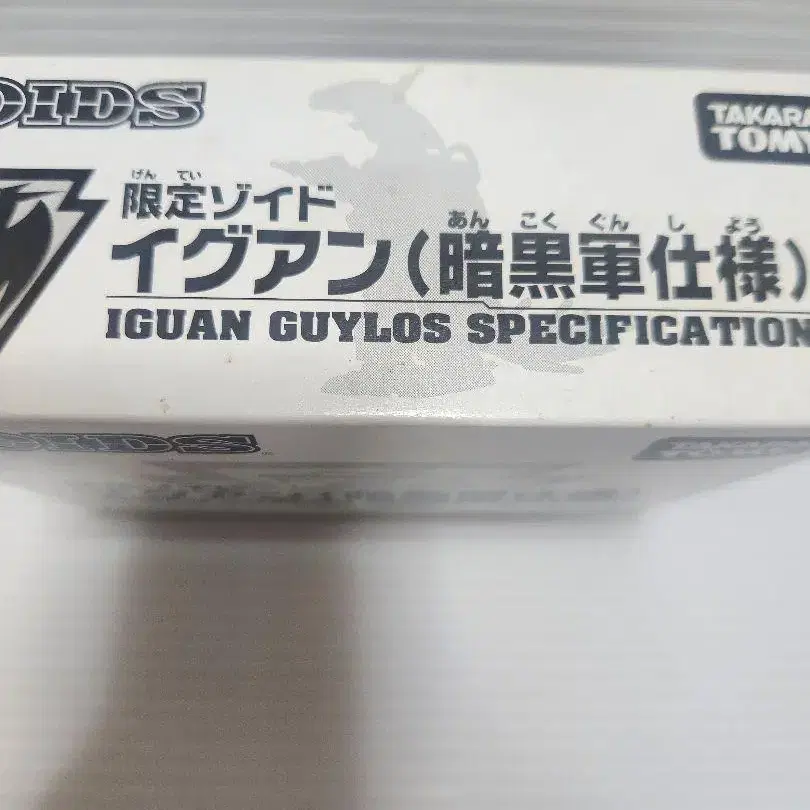 OIDS
TAKARA
TOMY
げん てい
限定ゾイド
あん こく ぐん し よう
イグアン(暗黒軍仕様)
IGUAN GUYLOS SPECIFICATION